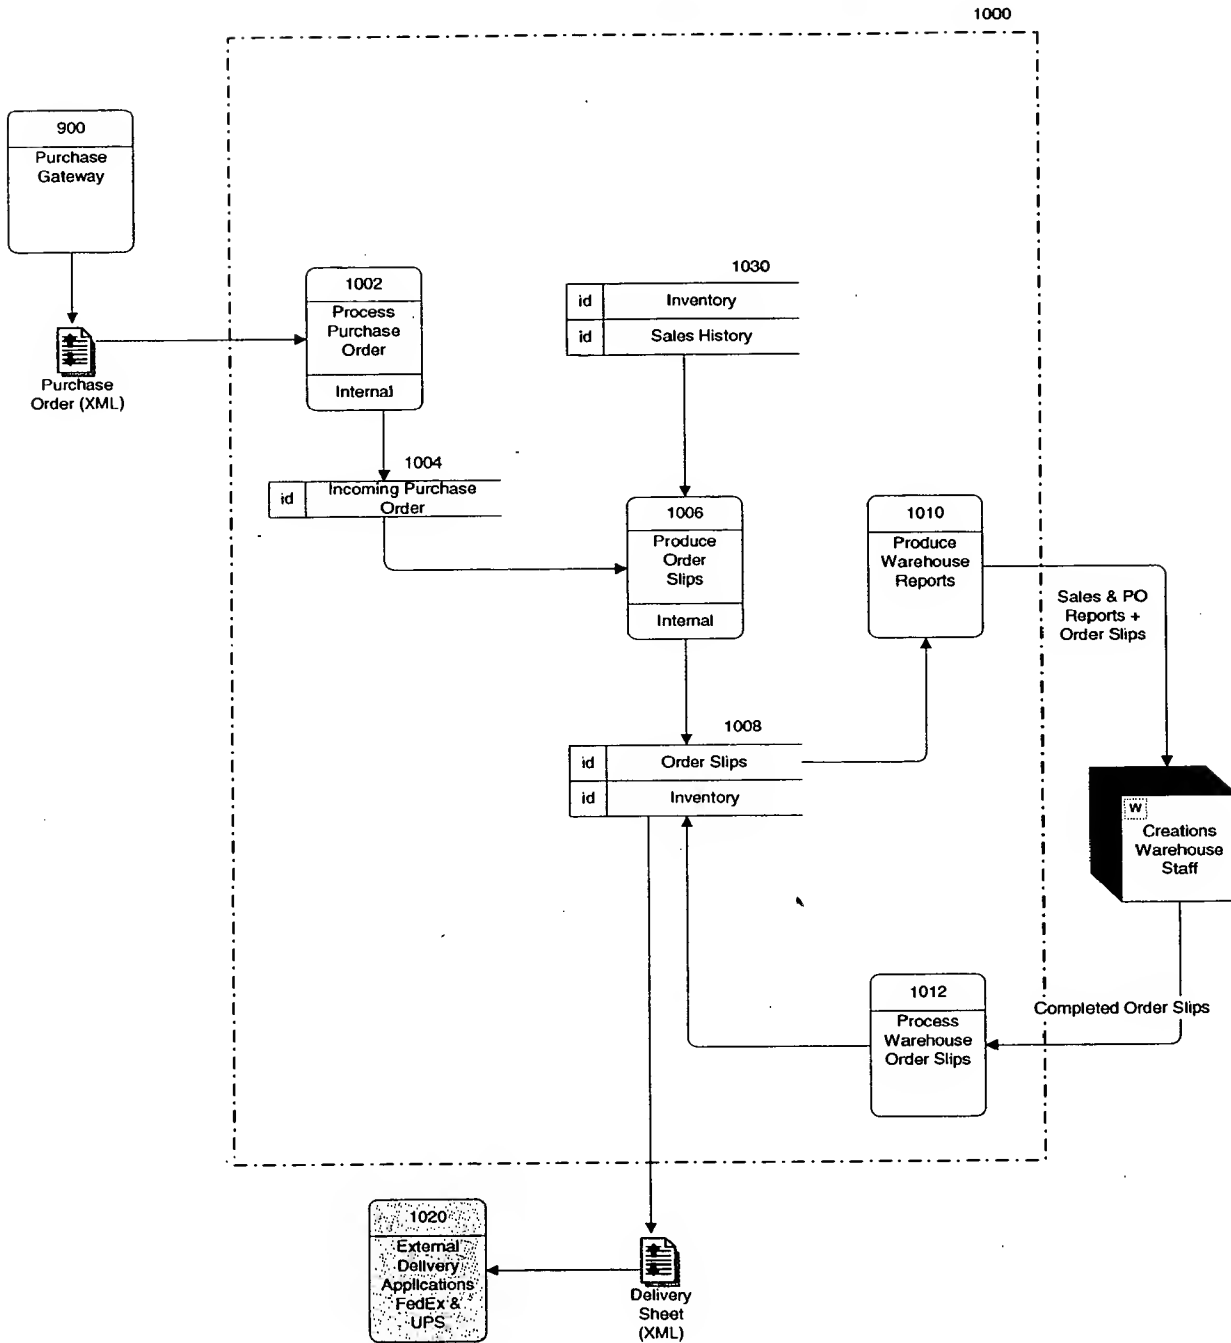 1000
900
Purchase
Gateway
Purchase
Order (XML)
1002
Process
Purchase
Order
Internal
1030
id Inventory
id Sales History
1004
id Incoming Purchase
Order
1006
Produce
Order
Slips
Internal
1010
Produce
Warehouse
Reports
Sales & PO
Reports +
Order Slips
1008
id Order Slips
id Inventory
W
Creations
Warehouse
Staff
1012
Process
Warehouse
Order Slips
Completed Order Slips
1020
External
Delivery
Applications
FedEx &
UPS
Delivery
Sheet
(XML)